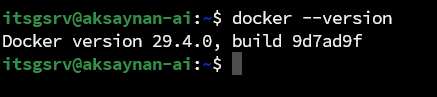 itsgsrv@aksaynan-ai:~$ docker --version
Docker version 29.4.0, build 9d7ad9f
itsgsrv@aksaynan-ai:~$